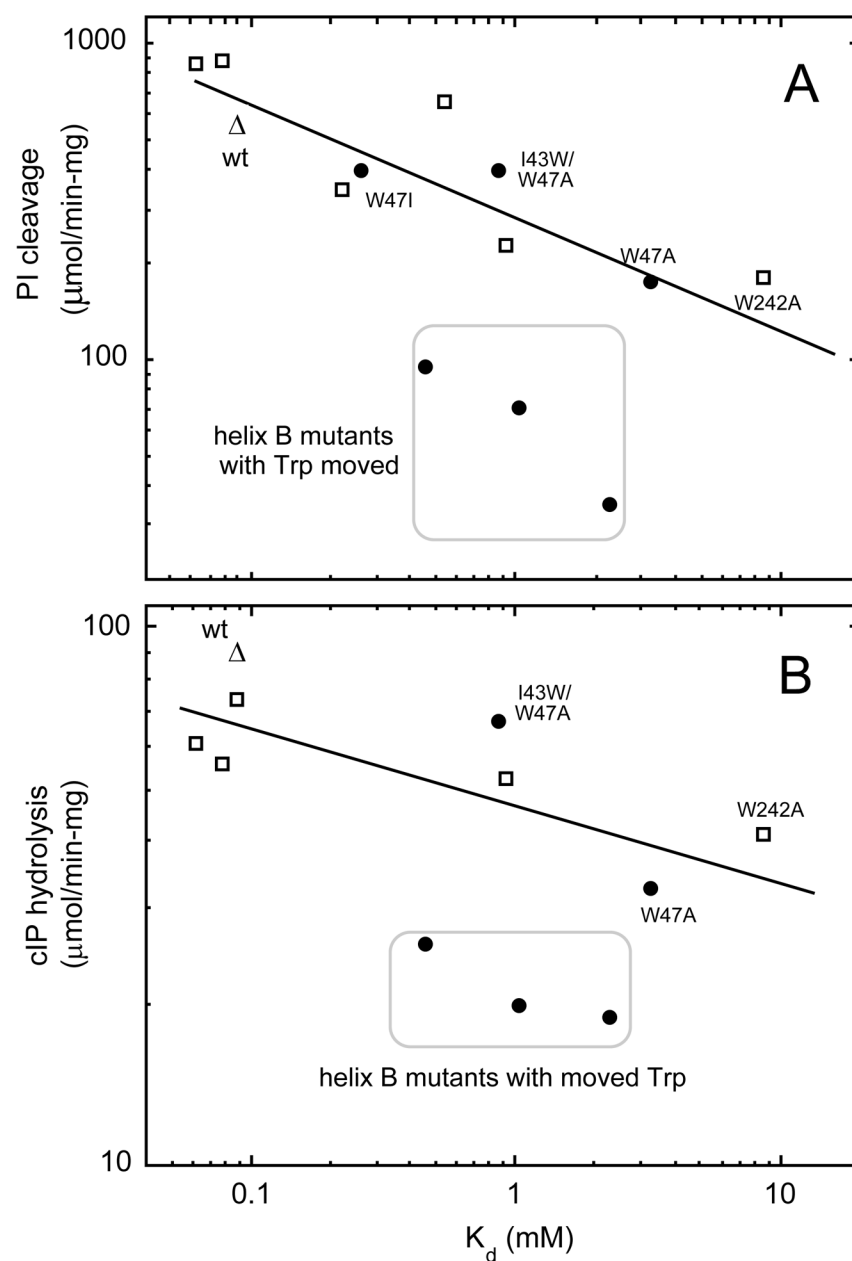 A
1000
PI cleavage
(μmol/min-mg)
Δ
wt
W47I
I43W/
W47A
W47A
W242A
100
helix B mutants
with Trp moved
B
100
wt
Δ
I43W/
W47A
W242A
W47A
cIP hydrolysis
(μmol/min-mg)
helix B mutants with moved Trp
10
0.1
1
10
Kd (mM)